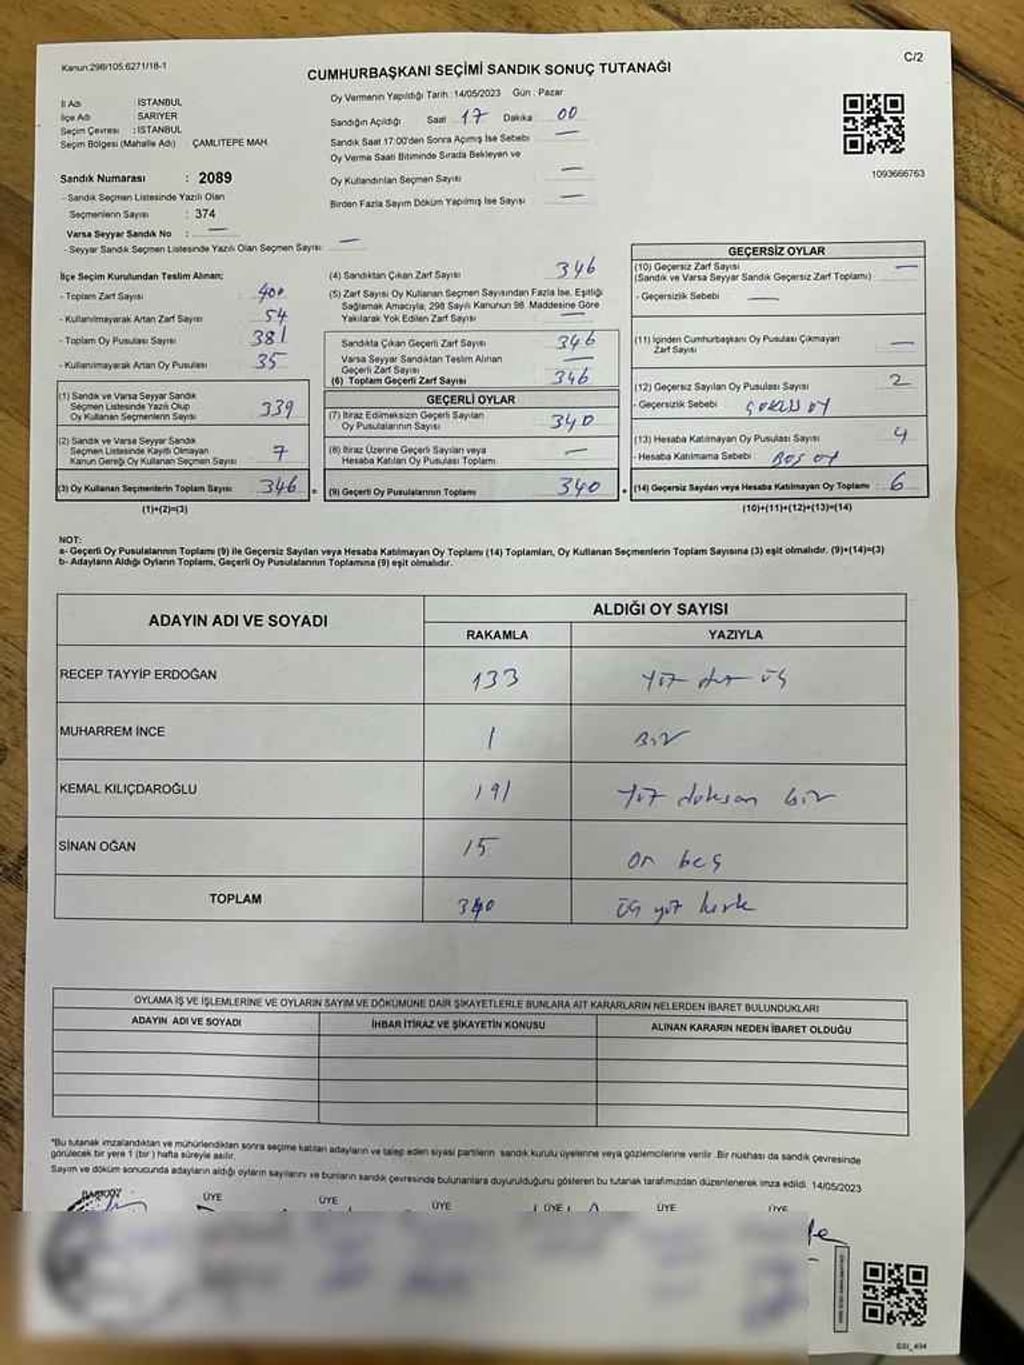 Kanun:298/105:6271/18-1
C/2
CUMHURBAŞKANI SEÇİMİ SANDIK SONUÇ TUTANAĞI
İl Adı : İSTANBUL
İlçe Adı : SARIYER
Seçim Çevresi : İSTANBUL
Seçim Bölgesi (Mahalle Adı) ÇAMLITEPE MAH.
Sandık Numarası : 2089
- Sandık Seçmen Listesinde Yazılı Olan
Seçmenlerin Sayısı : 374
Varsa Seyyar Sandık No : —
- Seyyar Sandık Seçmen Listesinde Yazılı Olan Seçmen Sayısı: —
Oy Vermenin Yapıldığı Tarih : 14/05/2023 Gün : Pazar
Sandığın Açıldığı Saat 17 Dakika 00
Sandık Saat 17:00'den Sonra Açılmış İse Sebebi —
Oy Verme Saati Bitiminde Sırada Bekleyen ve
Oy Kullandırılan Seçmen Sayısı —
Birden Fazla Sayım Döküm Yapılmış İse Sayısı —
1093666763
İlçe Seçim Kurulundan Teslim Alınan;
- Toplam Zarf Sayısı : 400
- Kullanılmayarak Artan Zarf Sayısı : 54
- Toplam Oy Pusulası Sayısı : 381
- Kullanılmayarak Artan Oy Pusulası : 35
(1) Sandık ve Varsa Seyyar Sandık
Seçmen Listesinde Yazılı Olup
Oy Kullanan Seçmenlerin Sayısı 339
(2) Sandık ve Varsa Seyyar Sandık
Seçmen Listesinde Kayıtlı Olmayan
Kanun Gereği Oy Kullanan Seçmen Sayısı 7
(3) Oy Kullanan Seçmenlerin Toplam Sayısı 346 =
(1)+(2)=(3)
(4) Sandıktan Çıkan Zarf Sayısı 346
(5) Zarf Sayısı Oy Kullanan Seçmen Sayısından Fazla İse, Eşitliği
Sağlamak Amacıyla, 298 Sayılı Kanunun 98. Maddesine Göre
Yakılarak Yok Edilen Zarf Sayısı —
Sandıkta Çıkan Geçerli Zarf Sayısı 346
Varsa Seyyar Sandıktan Teslim Alınan
Geçerli Zarf Sayısı —
(6) Toplam Geçerli Zarf Sayısı 346
GEÇERLİ OYLAR
(7) İtiraz Edilmeksizin Geçerli Sayılan
Oy Pusulalarının Sayısı 340
(8) İtiraz Üzerine Geçerli Sayılan veya
Hesaba Katılan Oy Pusulası Toplamı —
(9) Geçerli Oy Pusulalarının Toplamı 340
GEÇERSİZ OYLAR
(10) Geçersiz Zarf Sayısı —
(Sandık ve Varsa Seyyar Sandık Geçersiz Zarf Toplamı)
- Geçersizlik Sebebi : —
(11) İçinden Cumhurbaşkanı Oy Pusulası Çıkmayan
Zarf Sayısı —
(12) Geçersiz Sayılan Oy Pusulası Sayısı 2
- Geçersizlik Sebebi : OY
(13) Hesaba Katılmayan Oy Pusulası Sayısı 4
- Hesaba Katılmama Sebebi : BOŞ OY
(14) Geçersiz Sayılan veya Hesaba Katılmayan Oy Toplamı 6
(10)+(11)+(12)+(13)=(14)
NOT:
a- Geçerli Oy Pusulalarının Toplamı (9) ile Geçersiz Sayılan veya Hesaba Katılmayan Oy Toplamı (14) Toplamları, Oy Kullanan Seçmenlerin Toplam Sayısına (3) eşit olmalıdır. (9)+(14)=(3)
b- Adayların Aldığı Oyların Toplamı, Geçerli Oy Pusulalarının Toplamına (9) eşit olmalıdır.
ADAYIN ADI VE SOYADI
ALDIĞI OY SAYISI
RAKAMLA YAZIYLA
RECEP TAYYİP ERDOĞAN 133 yüz otuz üç
MUHARREM İNCE 1 BİR
KEMAL KILIÇDAROĞLU 191 yüz doksan bir
SİNAN OĞAN 15 on beş
TOPLAM 340 üç yüz kırk
OYLAMA İŞ VE İŞLEMLERİNE VE OYLARIN SAYIM VE DÖKÜMÜNE DAİR ŞİKAYETLERLE BUNLARA AİT KARARLARIN NELERDEN İBARET BULUNDUKLARI
ADAYIN ADI VE SOYADI İHBAR İTİRAZ VE ŞİKAYETİN KONUSU ALINAN KARARIN NEDEN İBARET OLDUĞU
*Bu tutanak imzalandıktan ve mühürlendikten sonra seçime katılan adayların ve talep eden siyasi partilerin sandık kurulu üyelerine veya gözlemcilerine verilir. Bir nüshası da sandık çevresinde
görülecek bir yere 1 (bir) hafta süreyle asılır.
Sayım ve döküm sonucunda adayların aldığı oyların sayılarını ve bunların sandık çevresinde bulunanlara duyurulduğunu gösteren bu tutanak tarafımızdan düzenlenerek imza edildi. 14/05/2023
ÜYE ÜYE ÜYE ÜYE ÜYE ÜYE